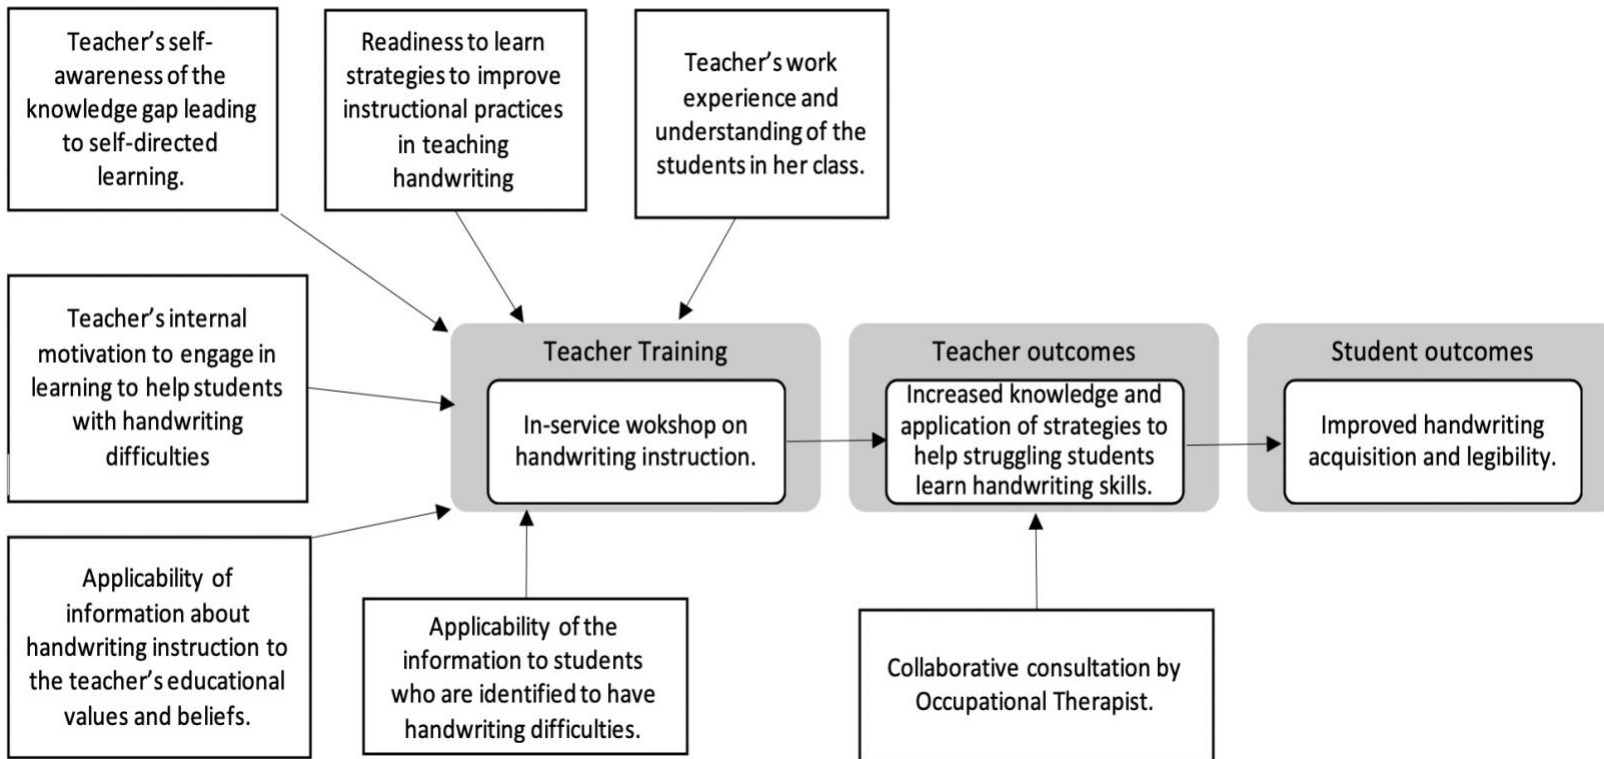 Teacher's self-
awareness of the
knowledge gap leading
to self-directed
learning.
Readiness to learn
strategies to improve
instructional practices
in teaching
handwriting
Teacher's work
experience and
understanding of the
students in her class.
Teacher's internal
motivation to engage in
learning to help students
with handwriting
difficulties
Teacher Training
In-service wokshop on
handwriting instruction.
Teacher outcomes
Increased knowledge and
application of strategies to
help struggling students
learn handwriting skills.
Student outcomes
Improved handwriting
acquisition and legibility.
Applicability of
information about
handwriting instruction to
the teacher's educational
values and beliefs.
Applicability of the
information to students
who are identified to have
handwriting difficulties.
Collaborative consultation by
Occupational Therapist.